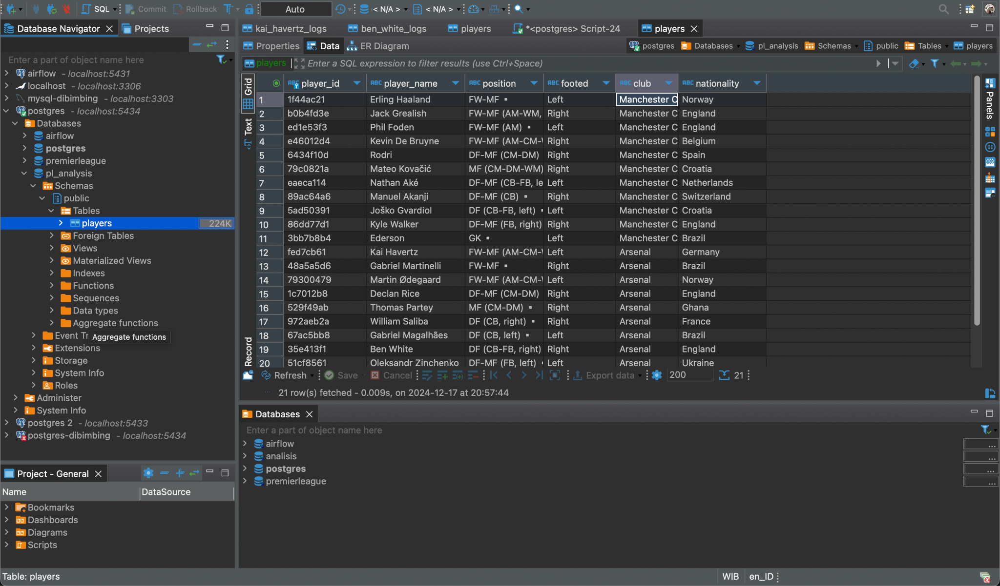 SQL
Commit
Rollback
Auto
< N/A >
< N/A >
Database Navigator
Projects
Enter a part of object name here
airflow - localhost:5431
localhost - localhost:3306
mysql-dibimbing - localhost:3303
postgres - localhost:5434
Databases
airflow
postgres
premierleague
pl_analysis
Schemas
public
Tables
players 224K
Foreign Tables
Views
Materialized Views
Indexes
Functions
Sequences
Data types
Aggregate functions
Event Tr
Aggregate functions
Extensions
Storage
System Info
Roles
Administer
System Info
postgres 2 - localhost:5433
postgres-dibimbing - localhost:5434
Project - General
Name DataSource
Bookmarks
Dashboards
Diagrams
Scripts
kai_havertz_logs ben_white_logs players *<postgres> Script-24 players
Properties Data ER Diagram
postgres Databases pl_analysis Schemas public Tables players
players Enter a SQL expression to filter results (use Ctrl+Space)
Grid
Text
Record
Panels
ABC player_id ABC player_name ABC position ABC footed ABC club ABC nationality
1 1f44ac21 Erling Haaland FW-MF ▪ Left Manchester C Norway
2 b0b4fd3e Jack Grealish FW-MF (AM-WM, Right Manchester C England
3 ed1e53f3 Phil Foden FW-MF (AM) ▪ Left Manchester C England
4 e46012d4 Kevin De Bruyne FW-MF (AM-CM- Right Manchester C Belgium
5 6434f10d Rodri DF-MF (CM-DM) Right Manchester C Spain
6 79c0821a Mateo Kovačić MF (CM-DM-WM) Right Manchester C Croatia
7 eaeca114 Nathan Aké DF-MF (CB-FB, le Left Manchester C Netherlands
8 89ac64a6 Manuel Akanji DF-MF (CB) ▪ Right Manchester C Switzerland
9 5ad50391 Joško Gvardiol DF (CB-FB, left) ▪ Left Manchester C Croatia
10 86dd77d1 Kyle Walker DF-MF (FB, right) Right Manchester C England
11 3bb7b8b4 Ederson GK ▪ Left Manchester C Brazil
12 fed7cb61 Kai Havertz FW-MF (AM-CM- Left Arsenal Germany
13 48a5a5d6 Gabriel Martinelli FW-MF ▪ Right Arsenal Brazil
14 79300479 Martin Ødegaard FW-MF (AM-CM- Left Arsenal Norway
15 1c7012b8 Declan Rice DF-MF (CM-DM) Right Arsenal England
16 529f49ab Thomas Partey MF (CM-DM) ▪ Right Arsenal Ghana
17 972aeb2a William Saliba DF (CB, right) ▪ Right Arsenal France
18 67ac5bb8 Gabriel Magalhães DF (CB, left) ▪ Left Arsenal Brazil
19 35e413f1 Ben White DF (CB-FB, right) Right Arsenal England
20 51cf8561 Oleksandr Zinchenko DF-MF (FB, left) ▪ Left Arsenal Ukraine
Refresh Save Cancel Export data 200 21
21 row(s) fetched - 0.009s, on 2024-12-17 at 20:57:44
Databases
Enter a part of object name here
airflow ...
analisis ...
postgres ...
premierleague ...
Table: players
WIB en_ID